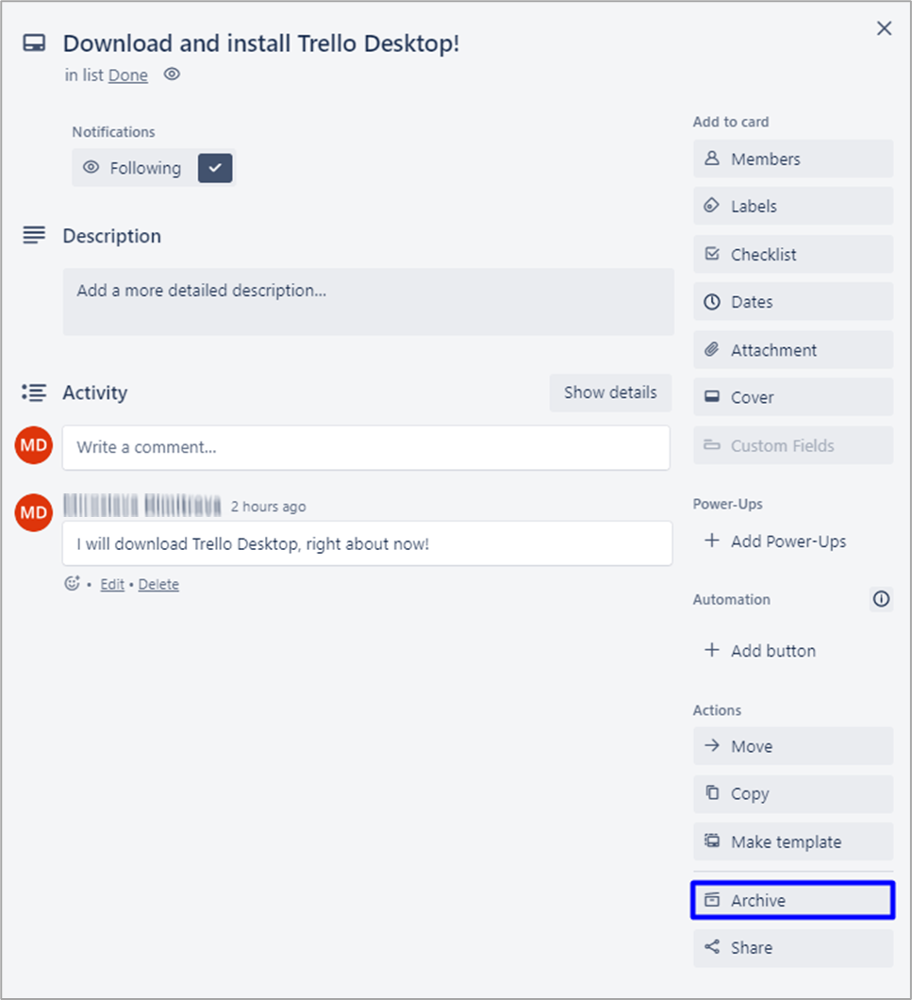 Download and install Trello Desktop!
in list Done
Notifications
Following
Description
Add a more detailed description...
Activity
Show details
MD
Write a comment...
MD
2 hours ago
I will download Trello Desktop, right about now!
• Edit • Delete
Add to card
Members
Labels
Checklist
Dates
Attachment
Cover
Custom Fields
Power-Ups
+ Add Power-Ups
Automation
+ Add button
Actions
Move
Copy
Make template
Archive
Share